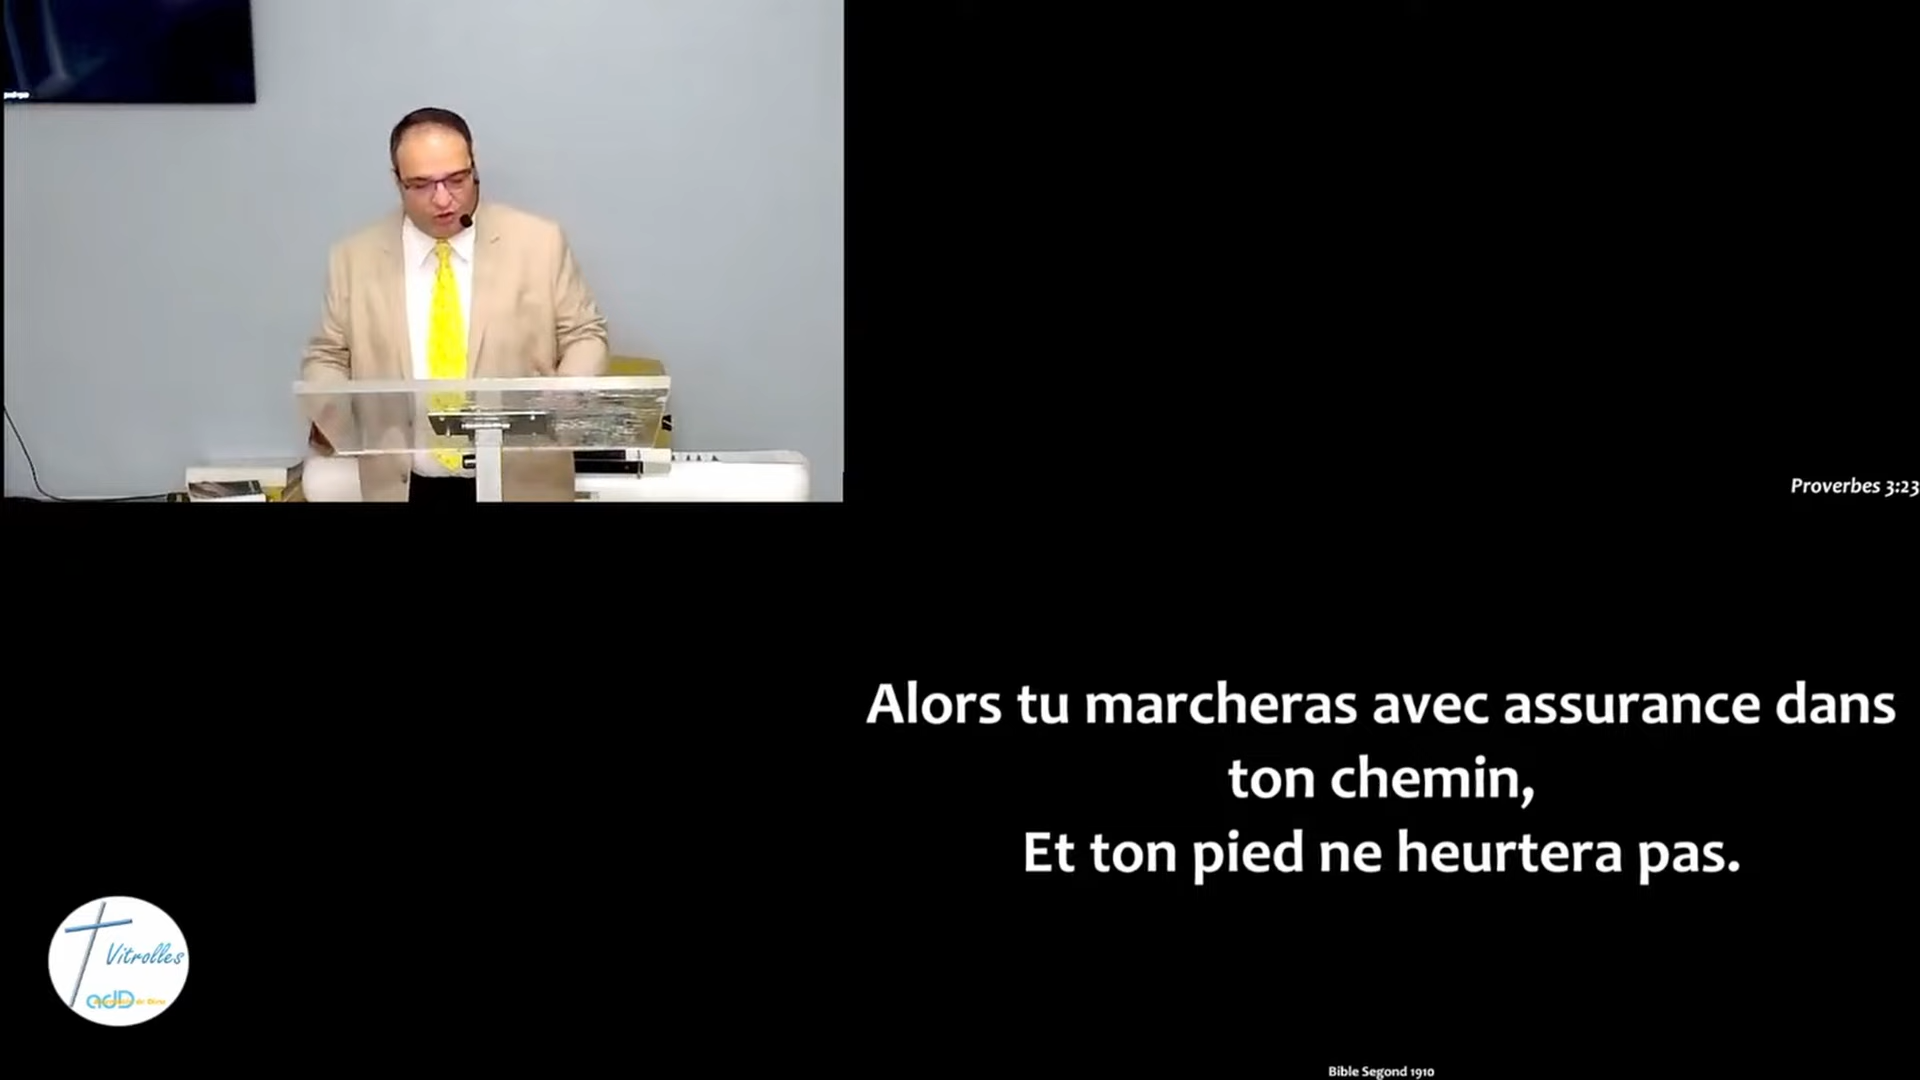 Proverbes 3:23
Alors tu marcheras avec assurance dans
ton chemin,
Et ton pied ne heurtera pas.
Vitrolles
adD
Bible Segond 1910